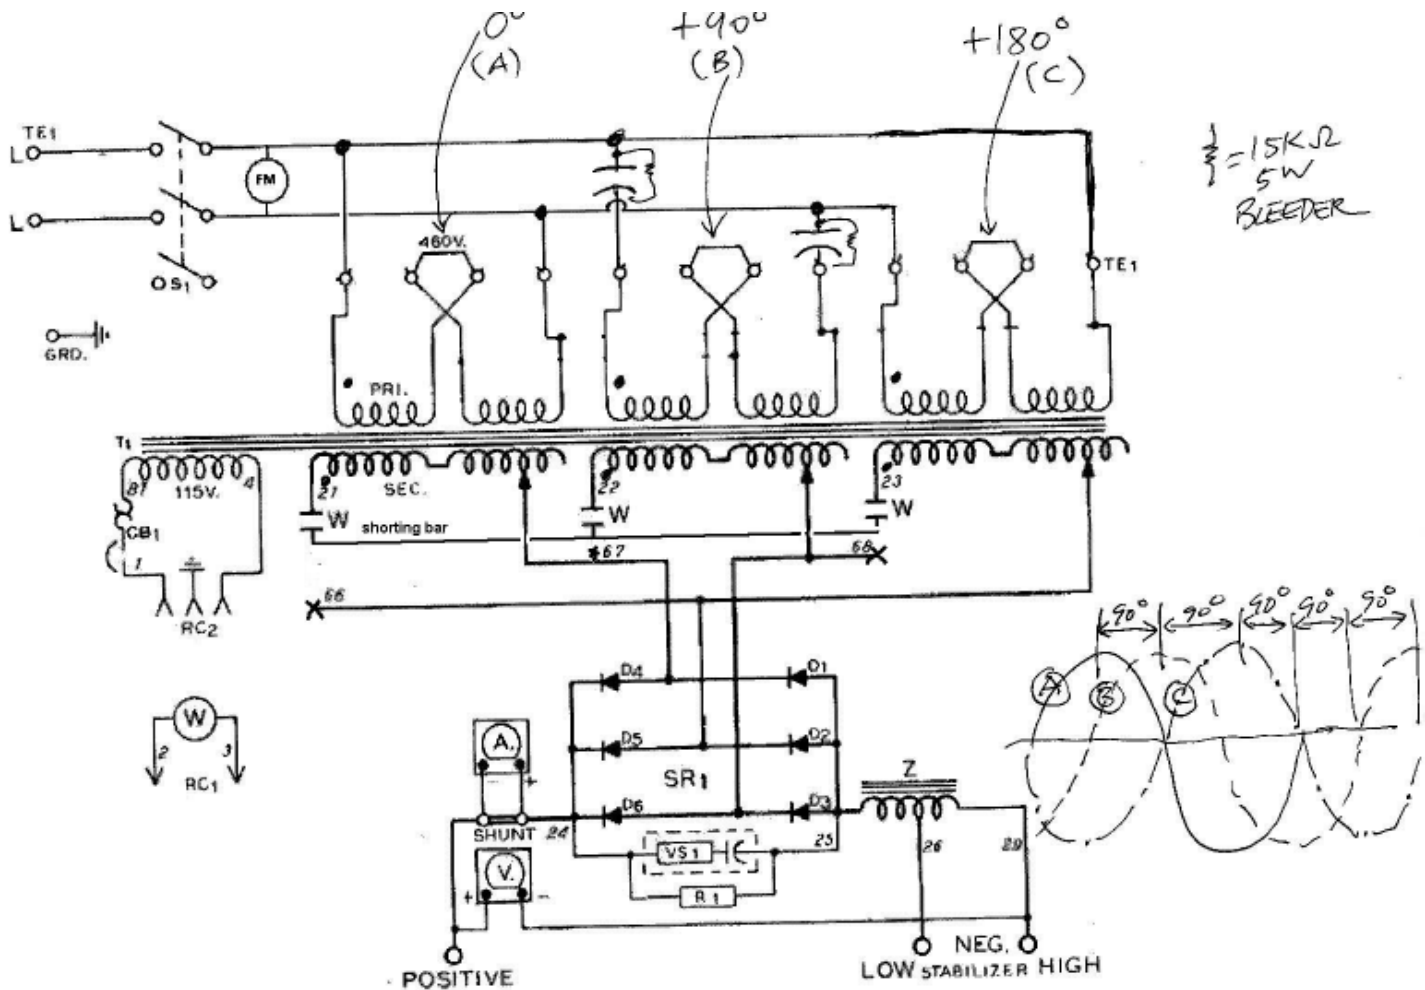 0°
(A)
+90°
(B)
+180°
(C)
TE1
L
FM
L
S1
460V.
TE1
= 15KΩ
5W
BLEEDER
GRD.
PRI.
T1
81
115V.
4
21
SEC.
22
23
W
shorting bar
W
W
CB1
1
67
68
66
RC2
90°
90°
90°
90°
90°
A
B
C
W
2
3
RC1
D4
D1
A.
- +
D5
D2
SR1
D6
D3
Z
SHUNT
24
VS1
25
26
29
R1
+ V. -
POSITIVE
NEG.
LOW STABILIZER HIGH